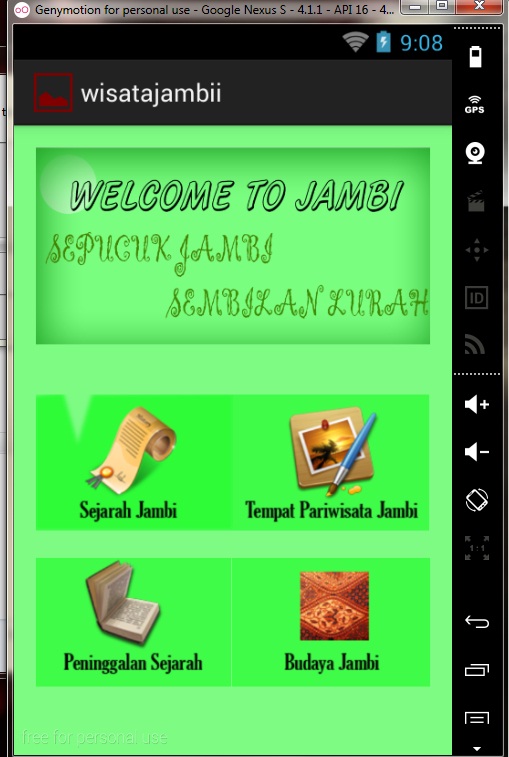 Genymotion for personal use - Google Nexus S - 4.1.1 - API 16 - 4...
9:08
wisatajambii
GPS
WELCOME TO JAMBI
SEPUCUK JAMBI
ID
SEMBILAN LURAH
1:1
Sejarah Jambi
Tempat Pariwisata Jambi
Peninggalan Sejarah
Budaya Jambi
free for personal use